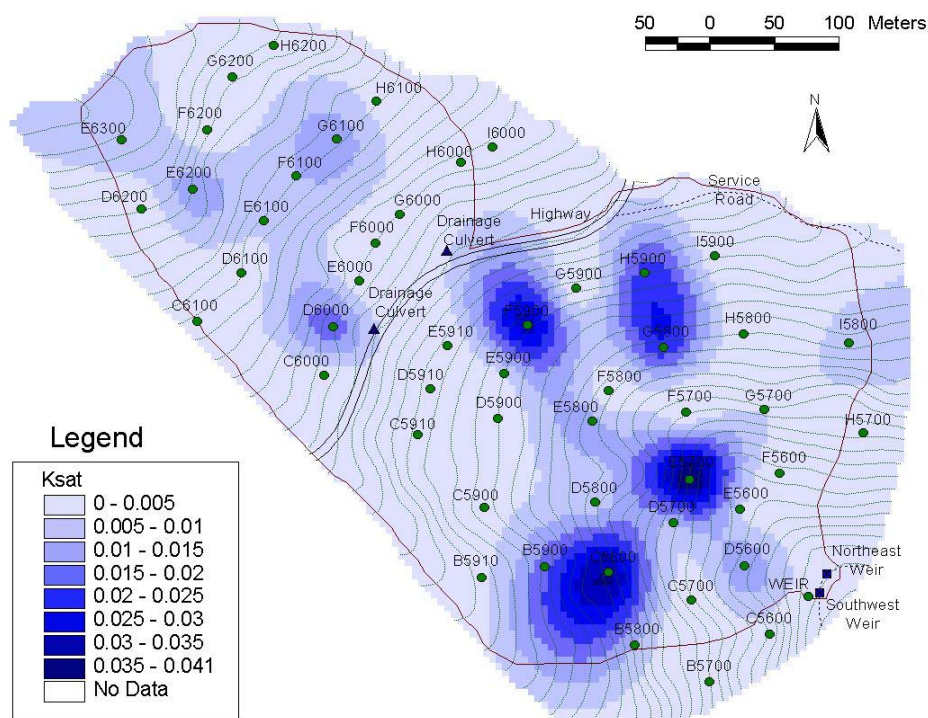 50 0 50 100 Meters
H6200
G6200
H6100
N
F6200
G6100
I6000
E6300
H6000
F6100
E6200
Service
Road
D6200
E6100
G6000
Highway
Drainage
Culvert
F6000
I5900
D6100
H5900
E6000
G5900
Drainage
Culvert
C6100
D6000
F5900
H5800
I5800
E5910
G5800
E5900
C6000
D5910
F5800
D5900
E5800
F5700
G5700
C5910
H5700
E5700
F5600
C5900
D5800
E5600
D5700
B5910
B5900
C5800
D5600
Northeast
Weir
WEIR
Southwest
Weir
C5700
C5600
B5800
B5700
Legend
Ksat
0 - 0.005
0.005 - 0.01
0.01 - 0.015
0.015 - 0.02
0.02 - 0.025
0.025 - 0.03
0.03 - 0.035
0.035 - 0.041
No Data